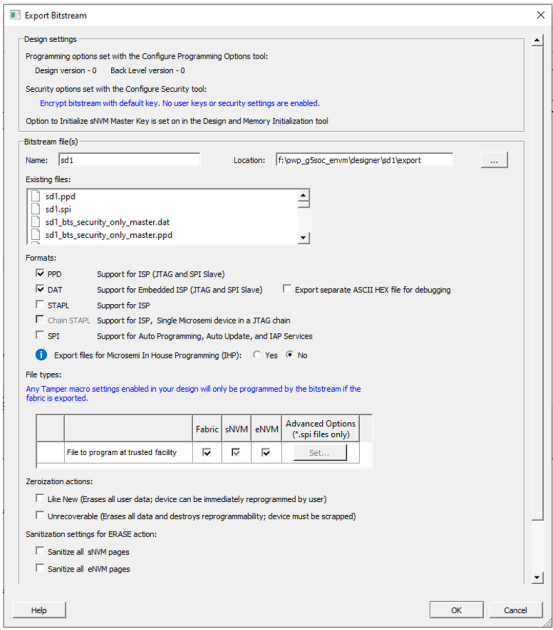 Export Bitstream
Design settings
Programming options set with the Configure Programming Options tool:
Design version - 0 Back Level version - 0
Security options set with the Configure Security tool:
Encrypt bitstream with default key. No user keys or security settings are enabled.
Option to Initialize sNVM Master Key is set on in the Design and Memory Initialization tool
Bitstream file(s)
Name: sd1 Location: f:\pwp_g5soc_envm\designer\sd1\export ...
Existing files:
sd1.ppd
sd1.spi
sd1_bts_security_only_master.dat
sd1_bts_security_only_master.ppd
Formats:
PPD Support for ISP (JTAG and SPI Slave)
DAT Support for Embedded ISP (JTAG and SPI Slave) Export separate ASCII HEX file for debugging
STAPL Support for ISP
Chain STAPL Support for ISP, Single Microsemi device in a JTAG chain
SPI Support for Auto Programming, Auto Update, and IAP Services
i Export files for Microsemi In House Programming (IHP): Yes No
File types:
Any Tamper macro settings enabled in your design will only be programmed by the bitstream if the
fabric is exported.
Fabric sNVM eNVM Advanced Options
(*.spi files only)
File to program at trusted facility Set...
Zeroization actions:
Like New (Erases all user data; device can be immediately reprogrammed by user)
Unrecoverable (Erases all data and destroys reprogrammability; device must be scrapped)
Sanitization settings for ERASE action:
Sanitize all sNVM pages
Sanitize all eNVM pages
Help OK Cancel